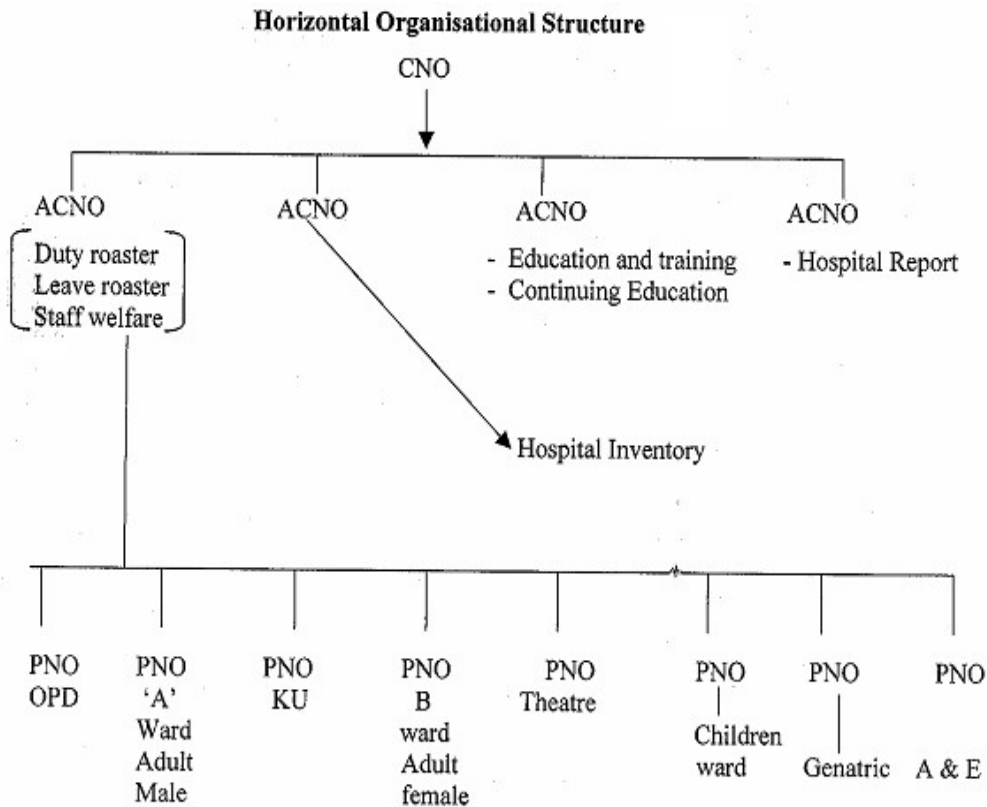 Horizontal Organisational Structure
CNO
ACNO
Duty roaster
Leave roaster
Staff welfare
ACNO
ACNO
- Education and training
- Continuing Education
ACNO
- Hospital Report
Hospital Inventory
PNO
OPD
PNO
'A'
Ward
Adult
Male
PNO
KU
PNO
B
ward
Adult
female
PNO
Theatre
PNO
Children
ward
PNO
Genatric
PNO
A & E